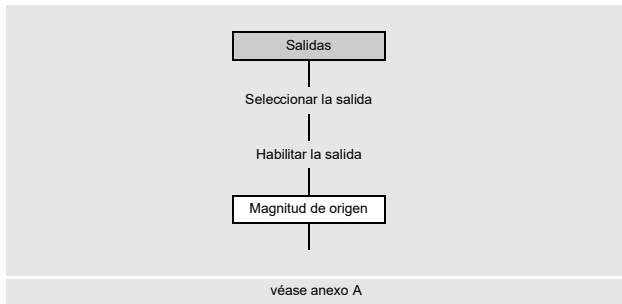 Salidas
Seleccionar la salida
Habilitar la salida
Magnitud de origen
véase anexo A